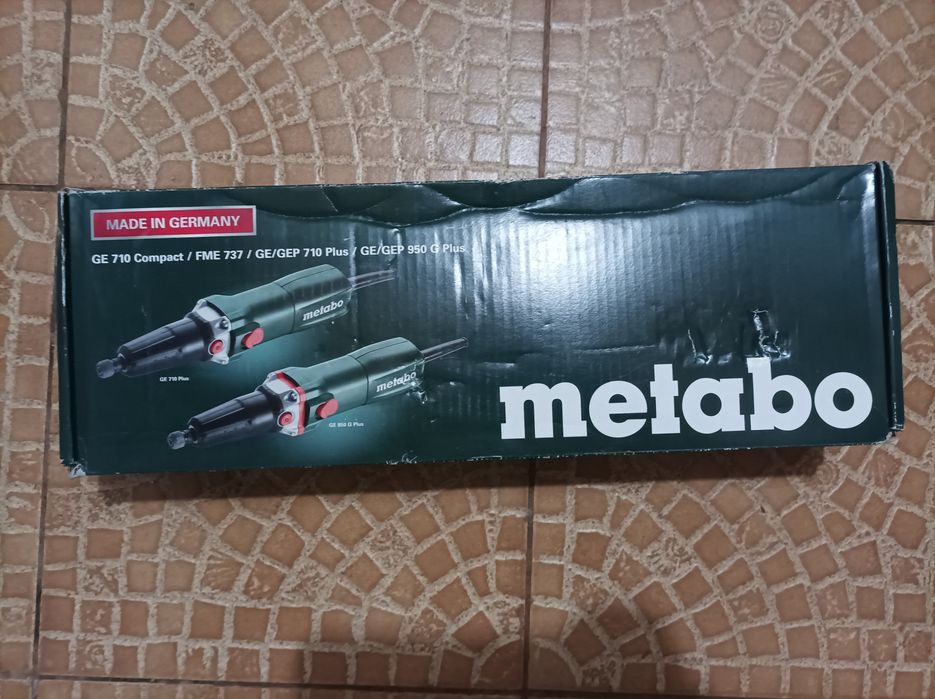 MADE IN GERMANY
GE 710 Compact / FME 737 / GE/GEP 710 Plus / GE/GEP 950 G Plus
metabo
GE 710 Plus
metabo
GE 950 G Plus
metabo